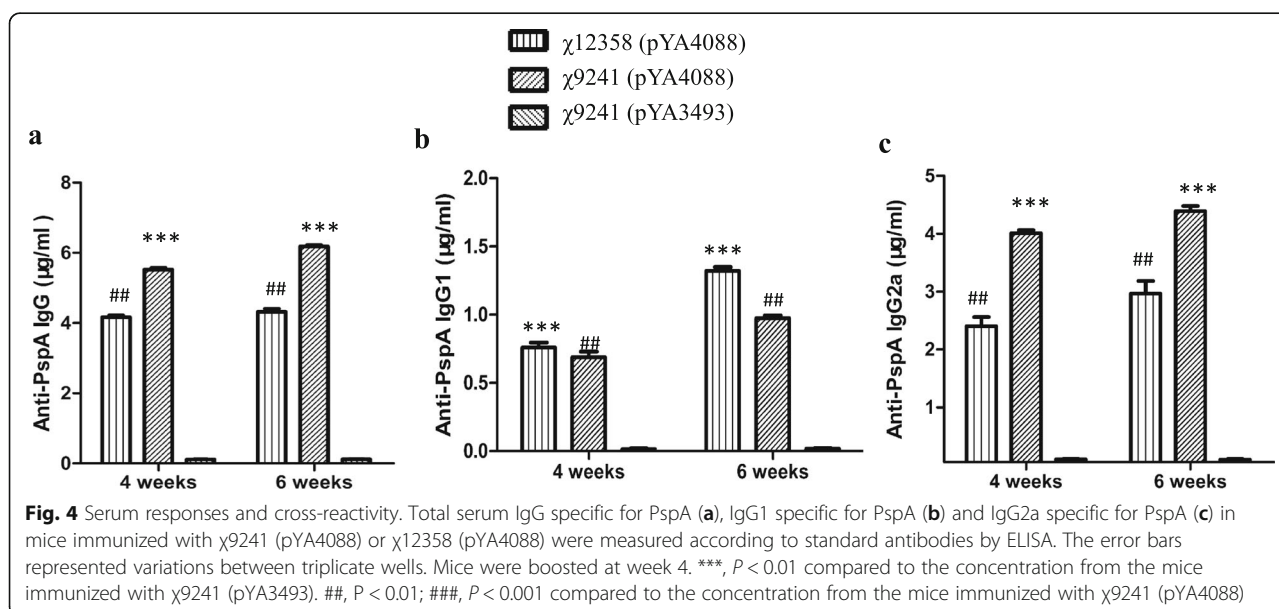 χ12358 (pYA4088)
χ9241 (pYA4088)
χ9241 (pYA3493)
a
Anti-PspA IgG (µg/ml )
8
6
4
2
0
##
***
##
***
4 weeks
6 weeks
b
Anti-PspA IgG1 (µg/ml)
2.0
1.5
1.0
0.5
0.0
***
##
***
##
4 weeks
6 weeks
c
Anti-PspA IgG2a (µg/ml)
5
4
3
2
1
##
***
##
***
4 weeks
6 weeks
Fig. 4 Serum responses and cross-reactivity. Total serum IgG specific for PspA (a), IgG1 specific for PspA (b) and IgG2a specific for PspA (c) in
mice immunized with χ9241 (pYA4088) or χ12358 (pYA4088) were measured according to standard antibodies by ELISA. The error bars
represented variations between triplicate wells. Mice were boosted at week 4. ***, P < 0.01 compared to the concentration from the mice
immunized with χ9241 (pYA3493). ##, P < 0.01; ###, P < 0.001 compared to the concentration from the mice immunized with χ9241 (pYA4088)